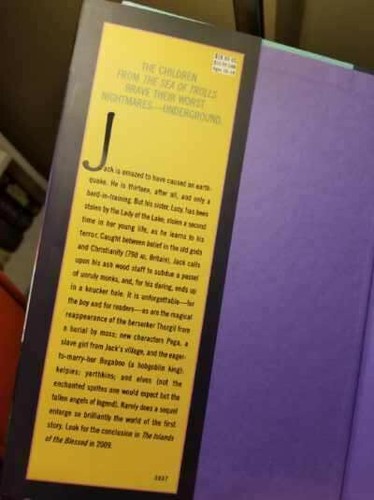 THE CHILDREN
FROM THE SEA OF TROLLS
BRAVE THEIR WORST
NIGHTMARES—UNDERGROUND.
Jack is amazed to have caused an earth-
quake. He is thirteen, after all, and only a
bard-in-training. But his sister, Lucy, has been
stolen by the Lady of the Lake; stolen a second
time in her young life, as he learns to his
terror. Caught between belief in the old gods
and Christianity (790 AD, Britain), Jack calls
upon his ash wood staff to subdue a passel
of unruly monks, and, for his daring, ends up
in a knucker hole. It is unforgettable—for
the boy and for readers—as are the magical
reappearance of the berserker Thorgil from
a burial by moss; new characters Pega, a
slave girl from Jack's village, and the eager-
to-marry-her Bugaboo (a hobgoblin king);
kelpies; yarthkins; and elves (not the
enchanted sprites one would expect but the
fallen angels of legend). Rarely does a sequel
enlarge so brilliantly the world of the first
story. Look for the conclusion in The Islands
of the Blessed in 2009.